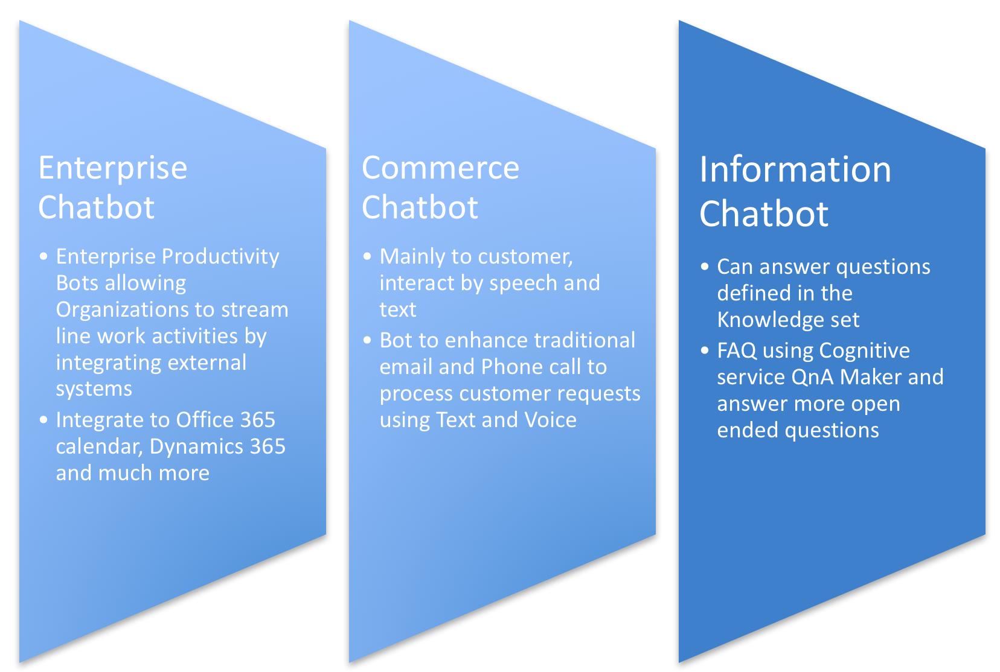 Enterprise
Chatbot
• Enterprise Productivity
Bots allowing
Organizations to stream
line work activities by
integrating external
systems
• Integrate to Office 365
calendar, Dynamics 365
and much more
Commerce
Chatbot
• Mainly to customer,
interact by speech and
text
• Bot to enhance traditional
email and Phone call to
process customer requests
using Text and Voice
Information
Chatbot
• Can answer questions
defined in the
Knowledge set
• FAQ using Cognitive
service QnA Maker and
answer more open
ended questions